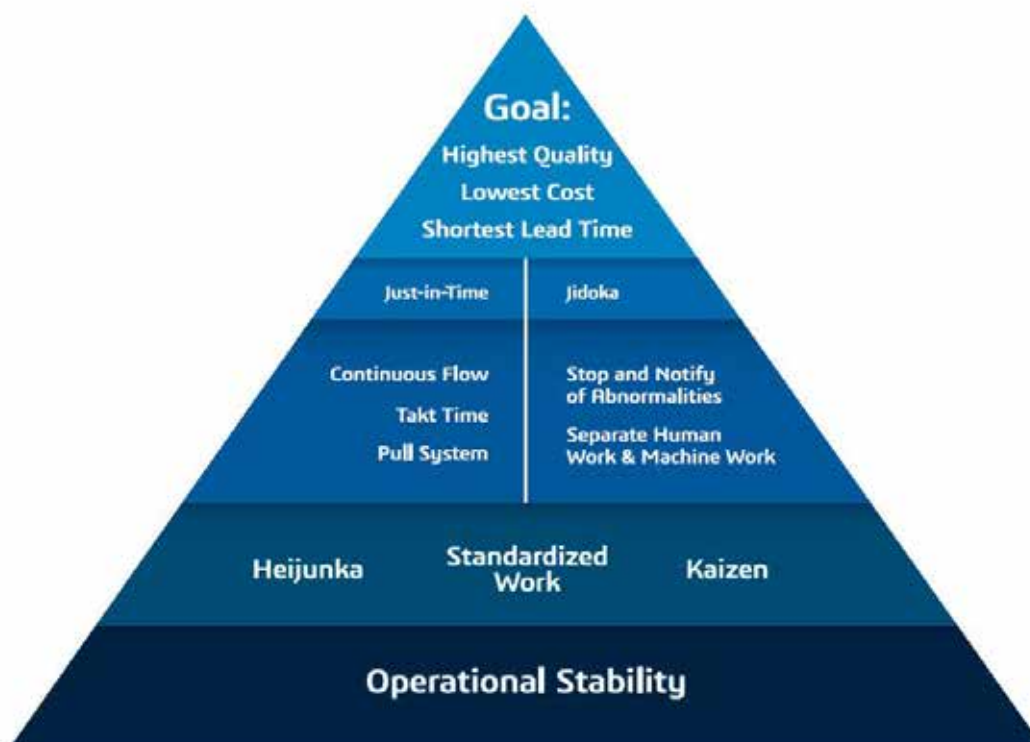 Goal:
Highest Quality
Lowest Cost
Shortest Lead Time
Just-in-Time
Jidoka
Continuous Flow
Takt Time
Pull System
Stop and Notify
of Abnormalities
Separate Human
Work & Machine Work
Heijunka
Standardized
Work
Kaizen
Operational Stability